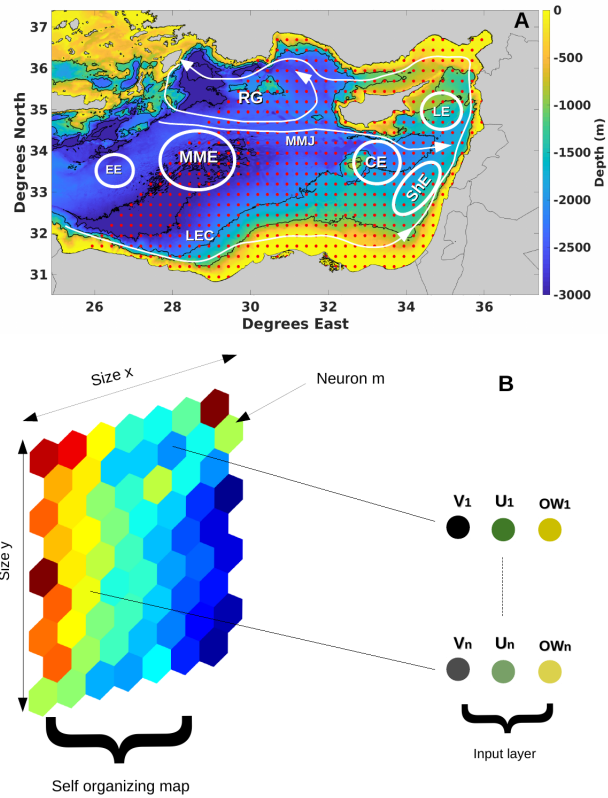 A
37
36
35
34
33
32
31
Degrees North
26
28
30
32
34
36
Degrees East
0
-500
-1000
-1500
-2000
-2500
-3000
Depth (m)
RG
LE
MMJ
EE
MME
CE
ShE
LEC
B
Size x
Neuron m
Size y
V1 U1 OW1
Vn Un OWn
Input layer
Self organizing map